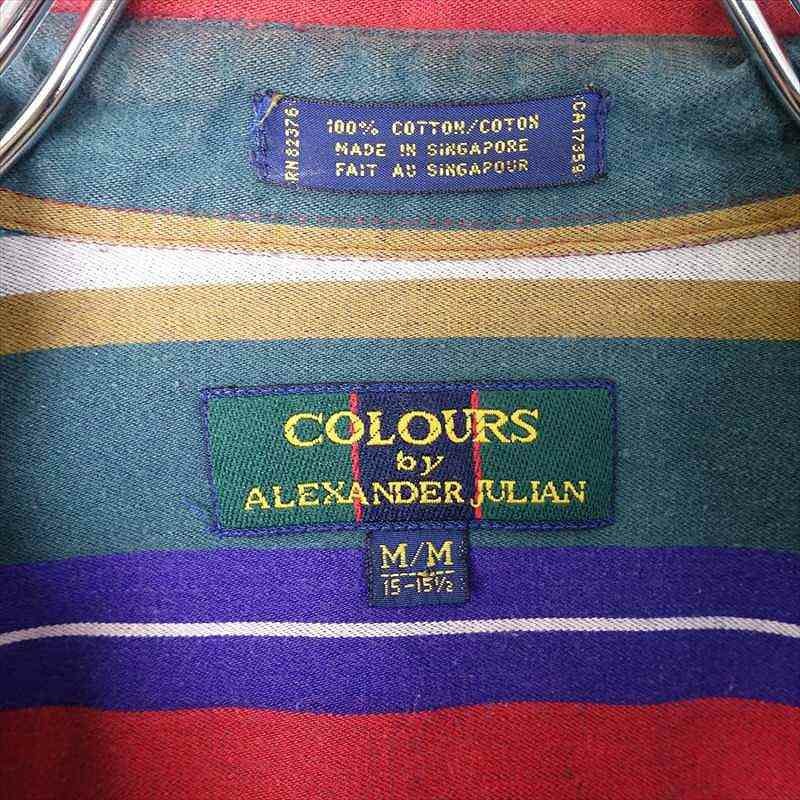 RN 82376
100% COTTON/COTON
MADE IN SINGAPORE
FAIT AU SINGAPOUR
CA 17359
COLOURS
by
ALEXANDER JULIAN
M/M
15-15½